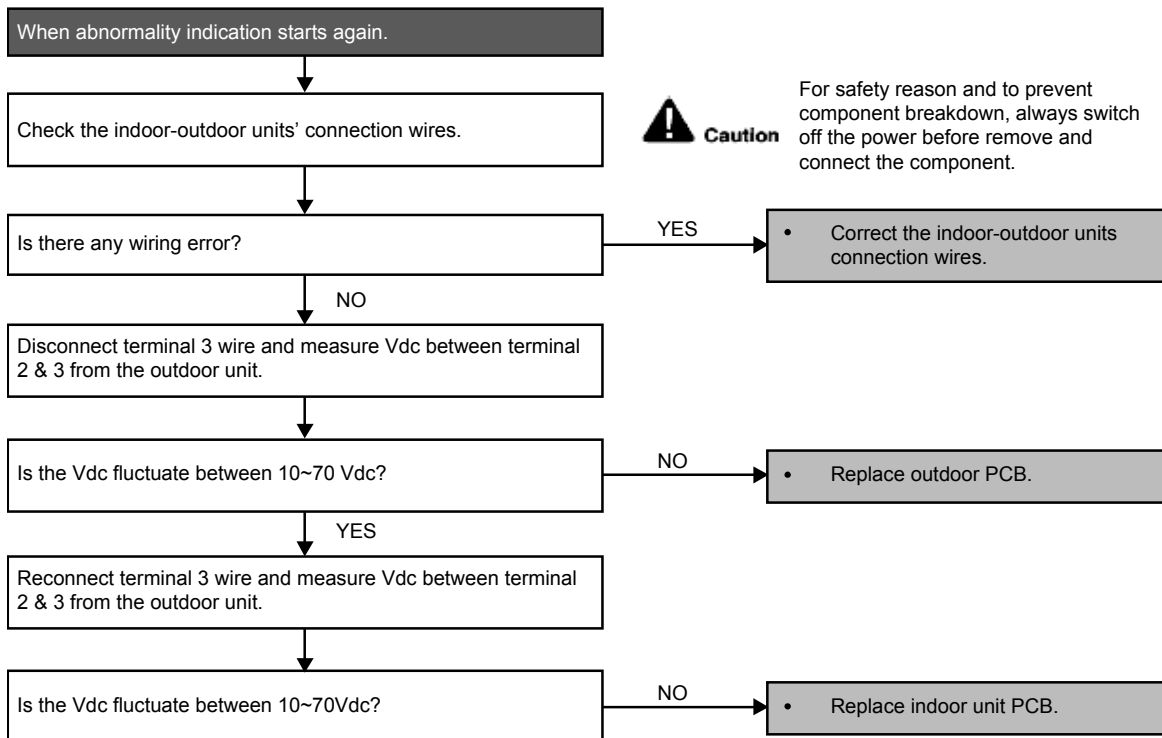 When abnormality indication starts again.
Check the indoor-outdoor units’ connection wires.
Caution
For safety reason and to prevent
component breakdown, always switch
off the power before remove and
connect the component.
Is there any wiring error?
YES
• Correct the indoor-outdoor units
connection wires.
NO
Disconnect terminal 3 wire and measure Vdc between terminal
2 & 3 from the outdoor unit.
Is the Vdc fluctuate between 10~70 Vdc?
NO
• Replace outdoor PCB.
YES
Reconnect terminal 3 wire and measure Vdc between terminal
2 & 3 from the outdoor unit.
Is the Vdc fluctuate between 10~70Vdc?
NO
• Replace indoor unit PCB.